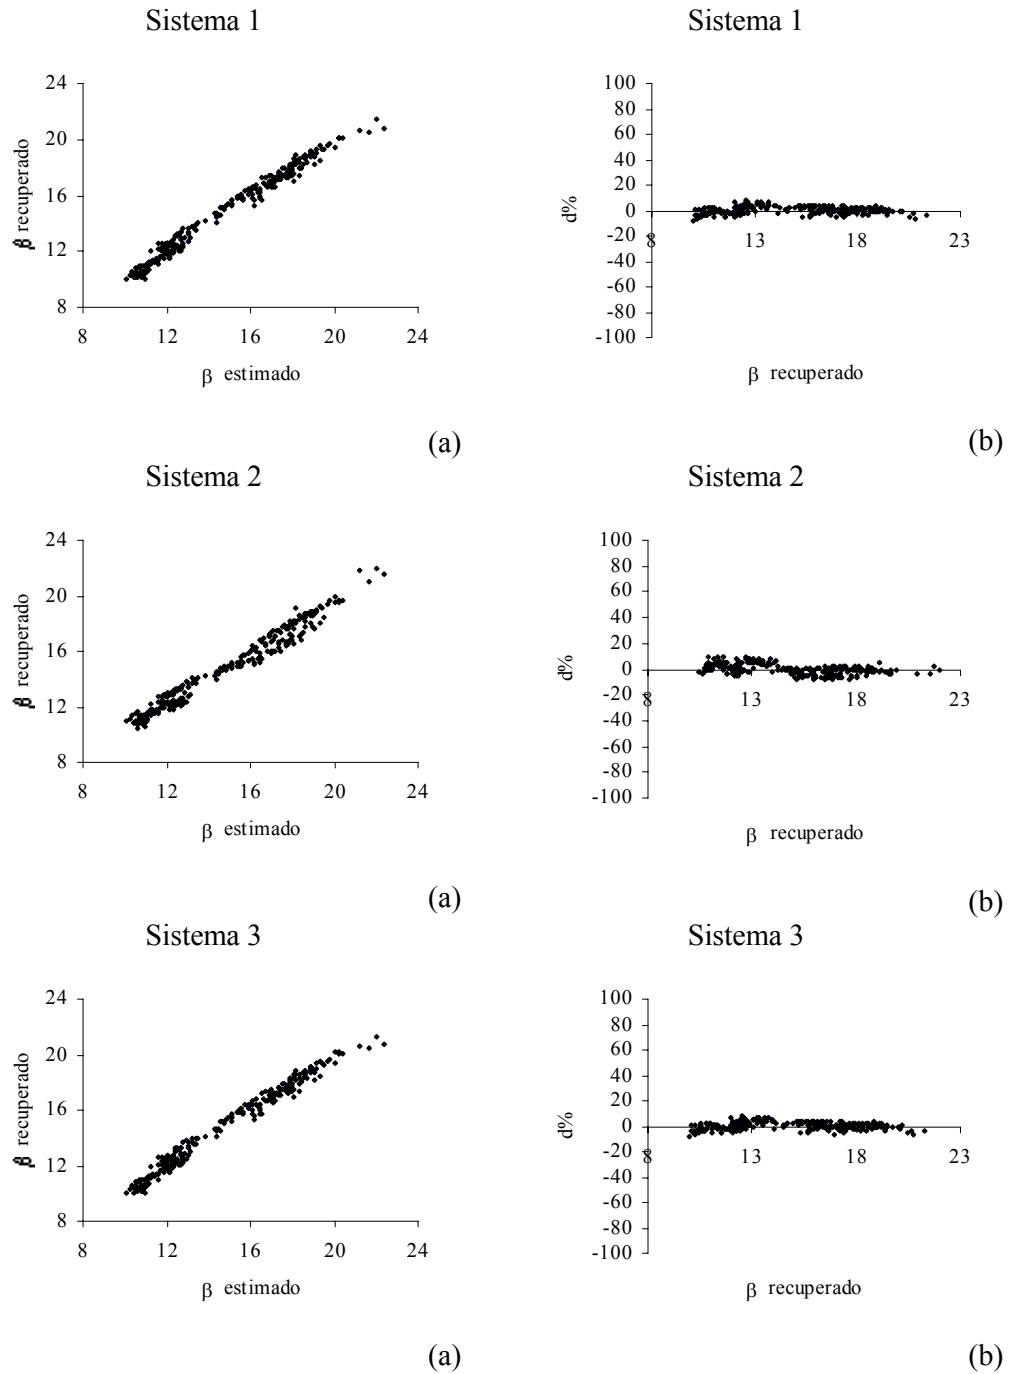 Sistema 1
Sistema 1
24
20
16
12
8
β recuperado
8 12 16 20 24
β estimado
(a)
100
80
60
40
20
0
-20
-40
-60
-80
-100
d%
8 13 18 23
β recuperado
(b)
Sistema 2
Sistema 2
24
20
16
12
8
β recuperado
8 12 16 20 24
β estimado
(a)
100
80
60
40
20
0
-20
-40
-60
-80
-100
d%
8 13 18 23
β recuperado
(b)
Sistema 3
Sistema 3
24
20
16
12
8
β recuperado
8 12 16 20 24
β estimado
(a)
100
80
60
40
20
0
-20
-40
-60
-80
-100
d%
8 13 18 23
β recuperado
(b)